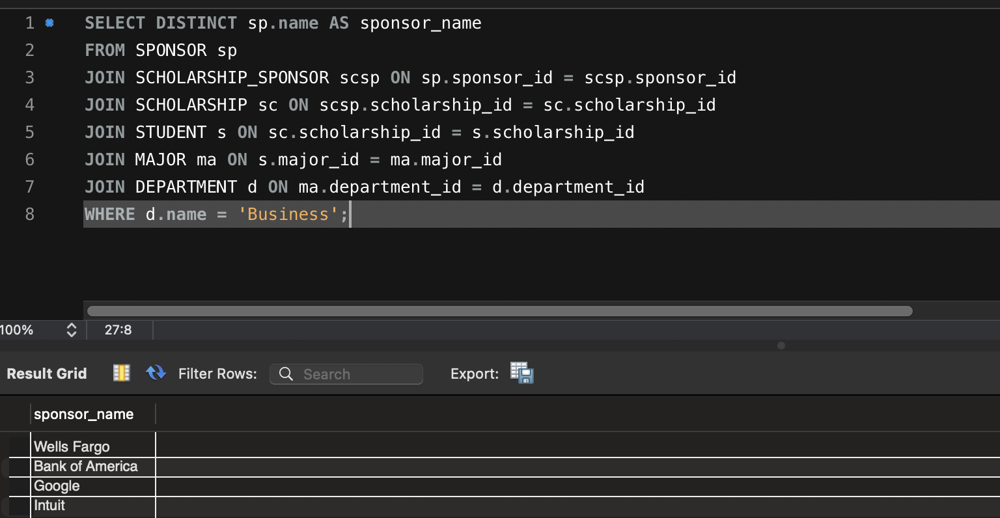 1 SELECT DISTINCT sp.name AS sponsor_name
2 FROM SPONSOR sp
3 JOIN SCHOLARSHIP_SPONSOR scsp ON sp.sponsor_id = scsp.sponsor_id
4 JOIN SCHOLARSHIP sc ON scsp.scholarship_id = sc.scholarship_id
5 JOIN STUDENT s ON sc.scholarship_id = s.scholarship_id
6 JOIN MAJOR ma ON s.major_id = ma.major_id
7 JOIN DEPARTMENT d ON ma.department_id = d.department_id
8 WHERE d.name = 'Business';
100% 27:8
Result Grid Filter Rows: Search Export:
sponsor_name
Wells Fargo
Bank of America
Google
Intuit